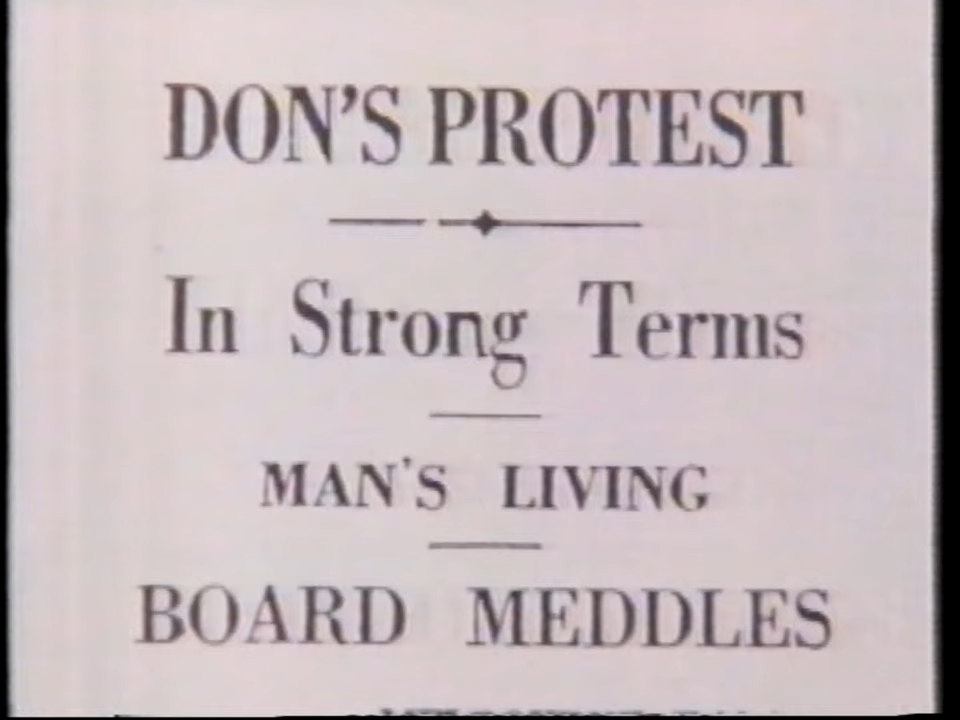 DON'S PROTEST
In Strong Terms
MAN'S LIVING
BOARD MEDDLES